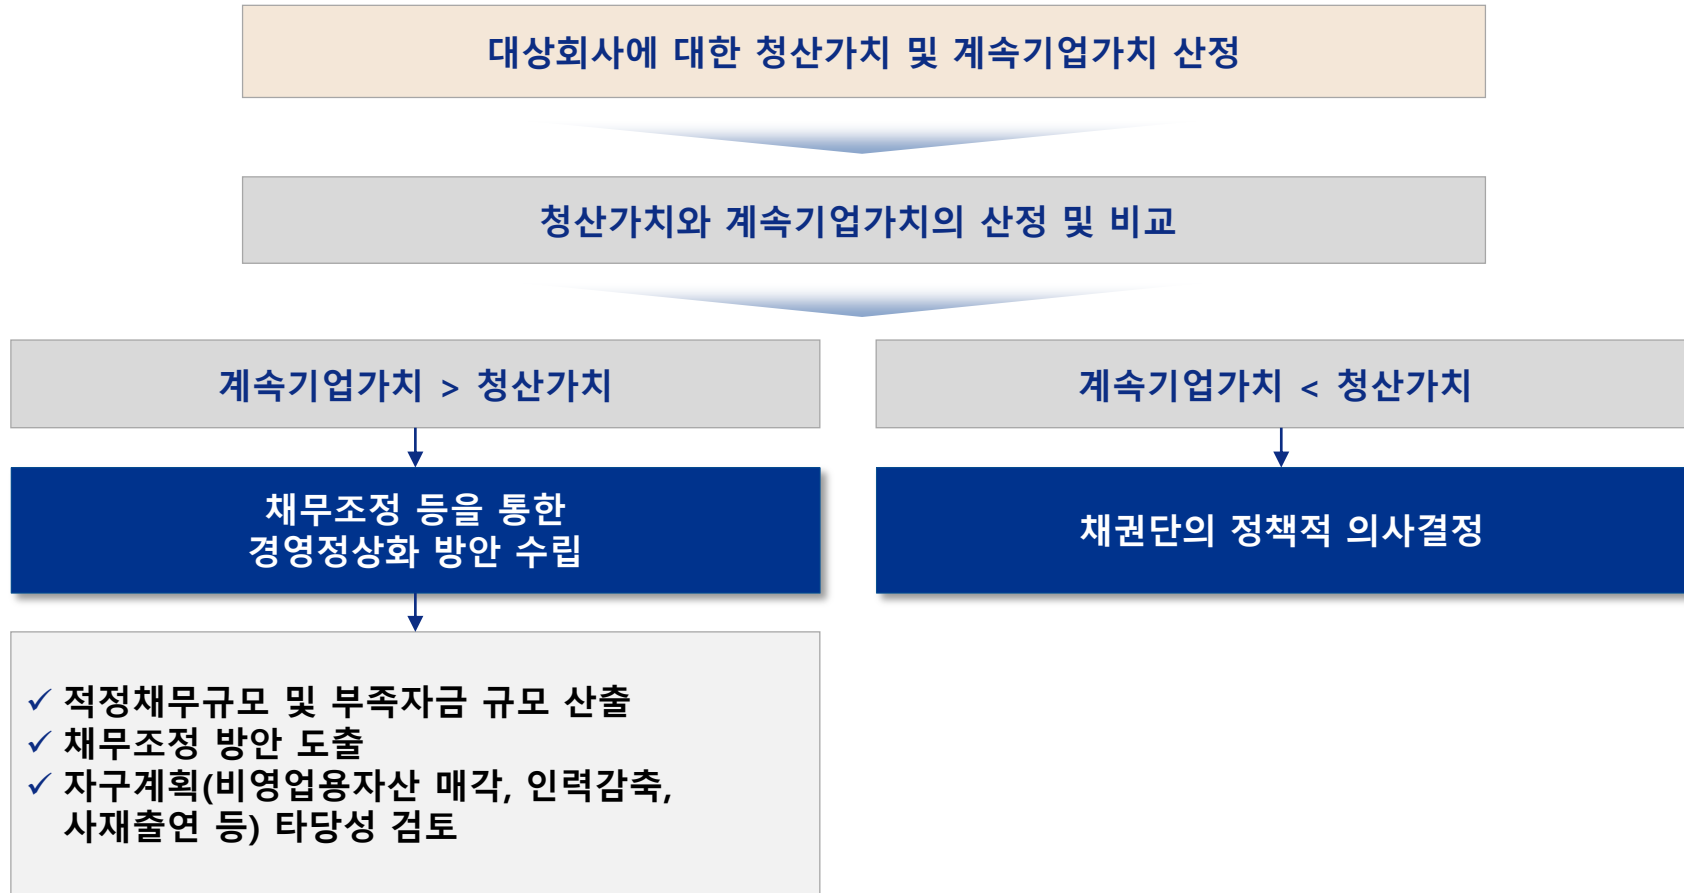 대상회사에 대한 청산가치 및 계속기업가치 산정
청산가치와 계속기업가치의 산정 및 비교
계속기업가치 > 청산가치
계속기업가치 < 청산가치
채무조정 등을 통한
경영정상화 방안 수립
채권단의 정책적 의사결정
✓ 적정채무규모 및 부족자금 규모 산출
✓ 채무조정 방안 도출
✓ 자구계획(비영업용자산 매각, 인력감축,
사재출연 등) 타당성 검토